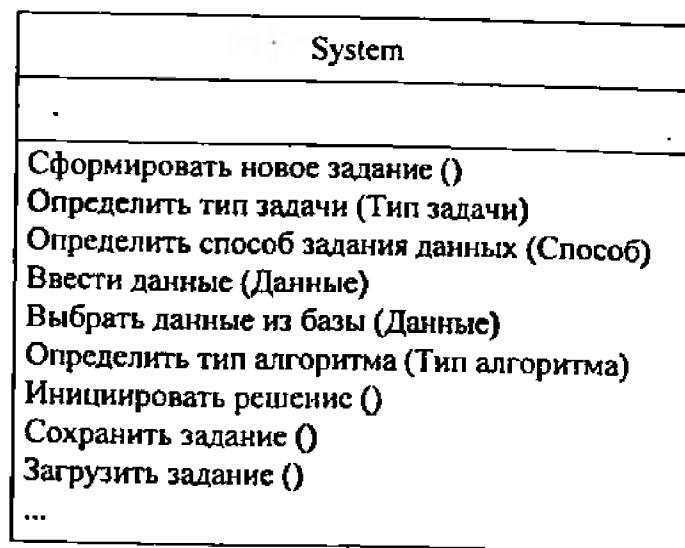 System
Сформировать новое задание ()
Определить тип задачи (Тип задачи)
Определить способ задания данных (Способ)
Ввести данные (Данные)
Выбрать данные из базы (Данные)
Определить тип алгоритма (Тип алгоритма)
Инициировать решение ()
Сохранить задание ()
Загрузить задание ()
...